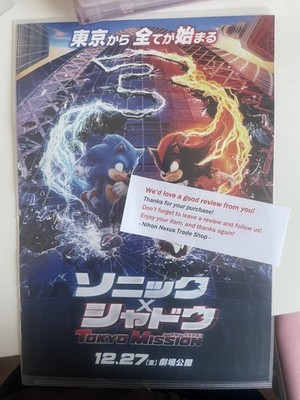 東京から全てが始まる
We'd love a good review from you!
Thanks for your purchase!
Don't forget to leave a review and follow us!
Enjoy your item, and thanks again!
- Nihon Nexus Trade Shop -
ソニック
×
シャドウ
TOKYO MISSION
12.27(金) 劇場公開